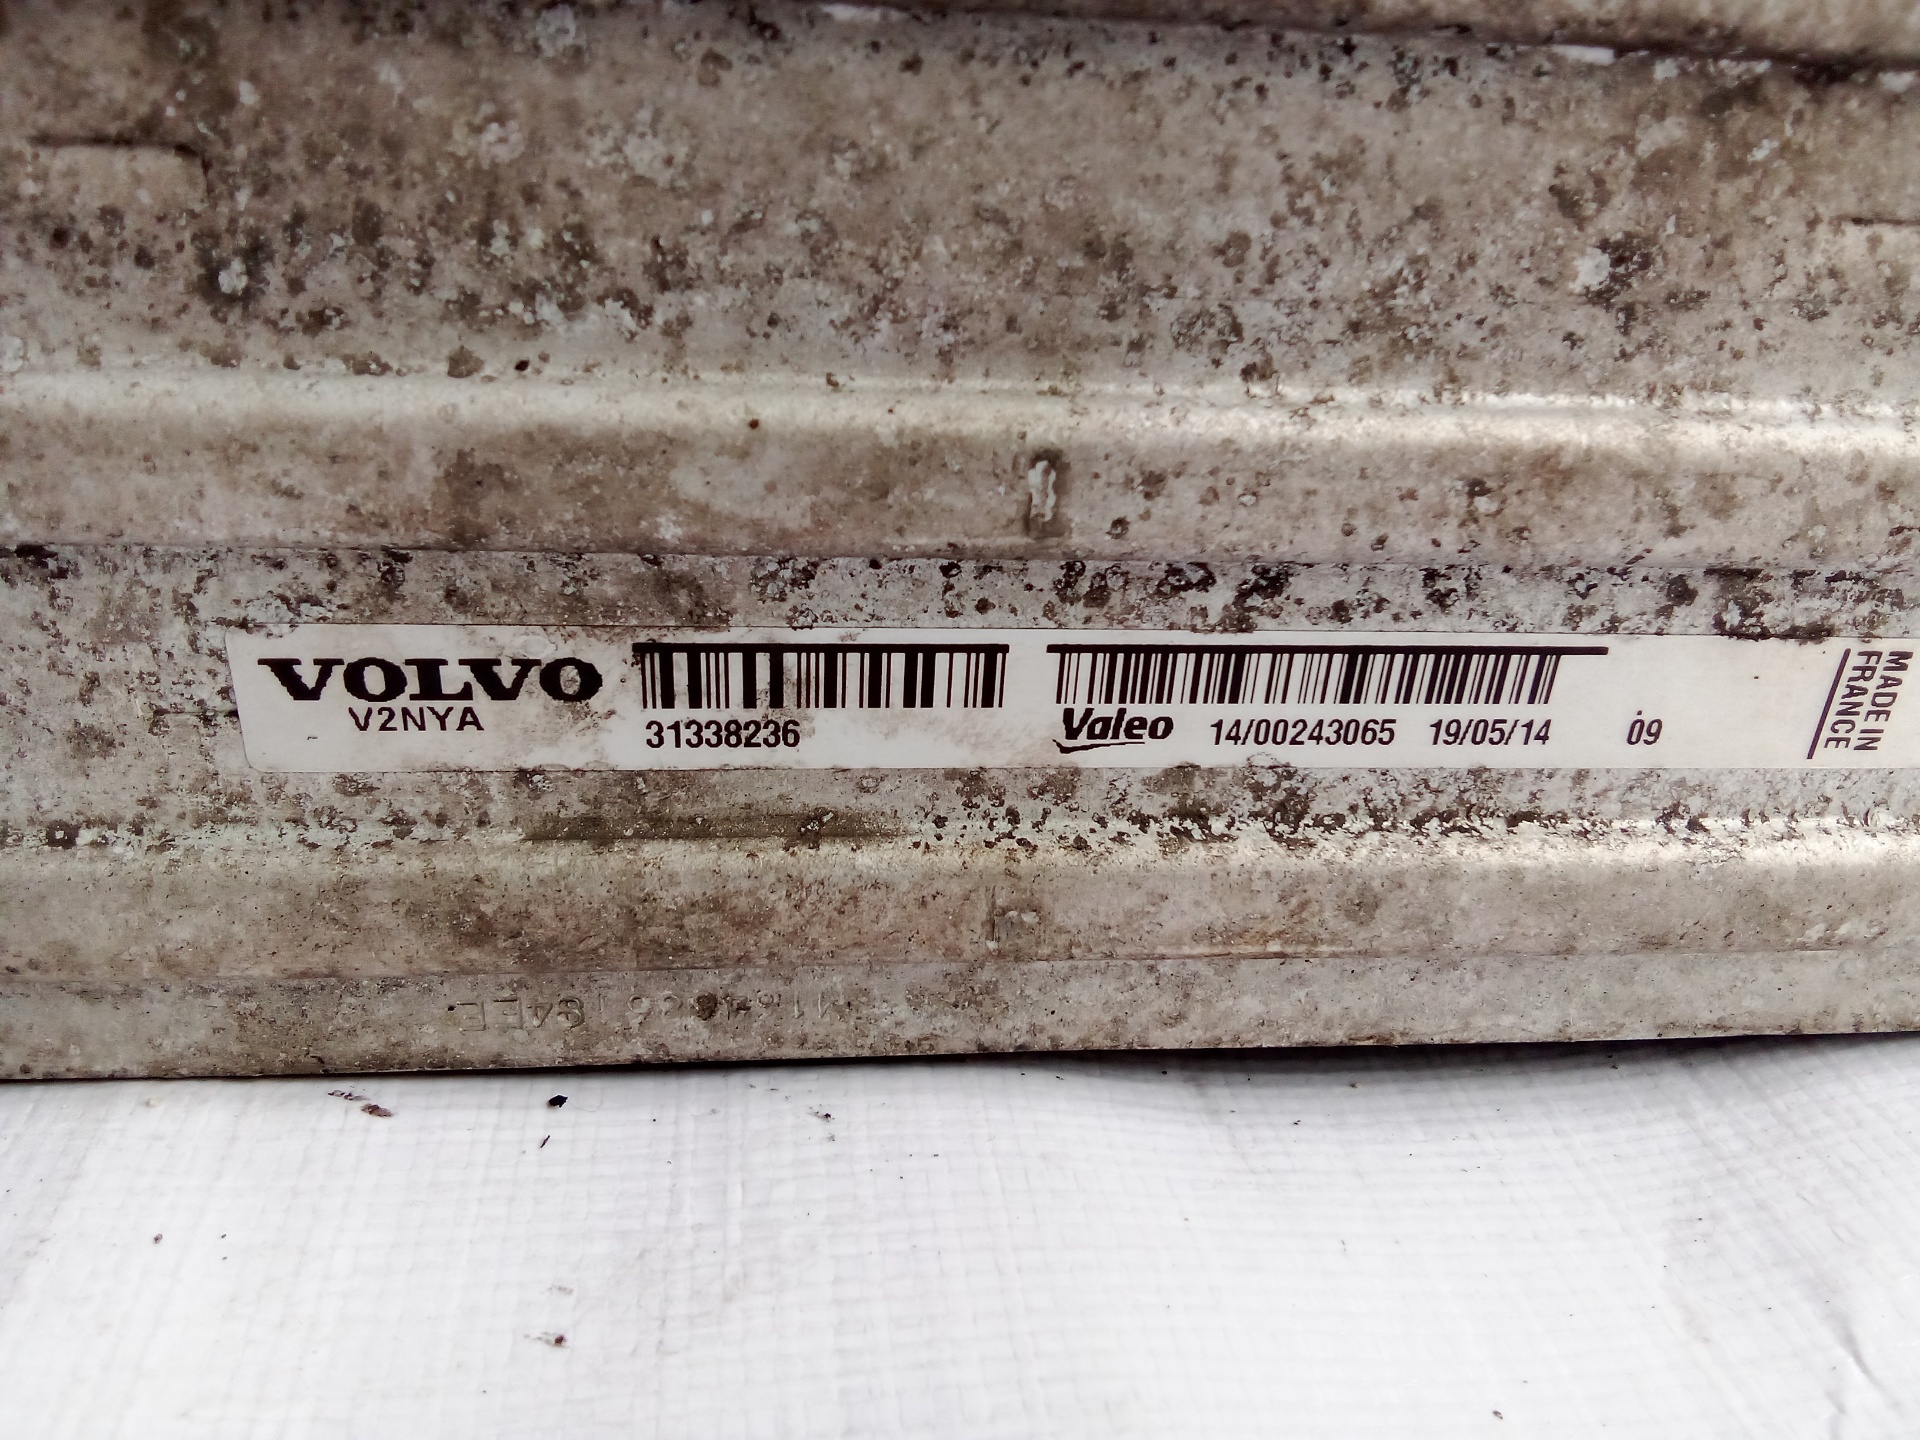 VOLVO
V2NYA
31338236
Valeo 14/00243065 19/05/14 09
MADE IN
FRANCE